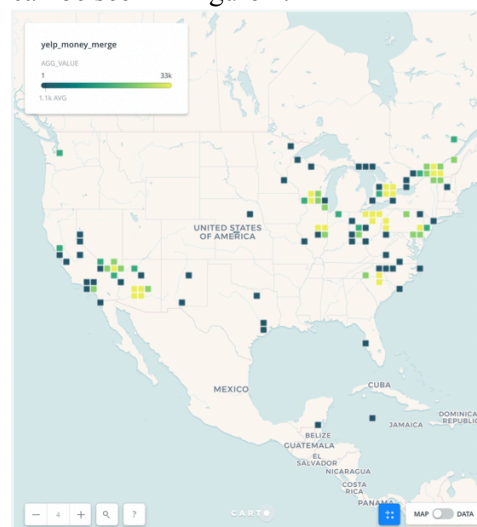 yelp_money_merge
AGG_VALUE
1 33k
1.1k AVG
UNITED STATES
OF AMERICA
MEXICO
CUBA
DOMINICA
REPUBLIC
JAMAICA
BELIZE
GUATEMALA
EL
SALVADOR
NICARAGUA
COSTA
RICA
PANAMA
4 ? CARTO MAP DATA